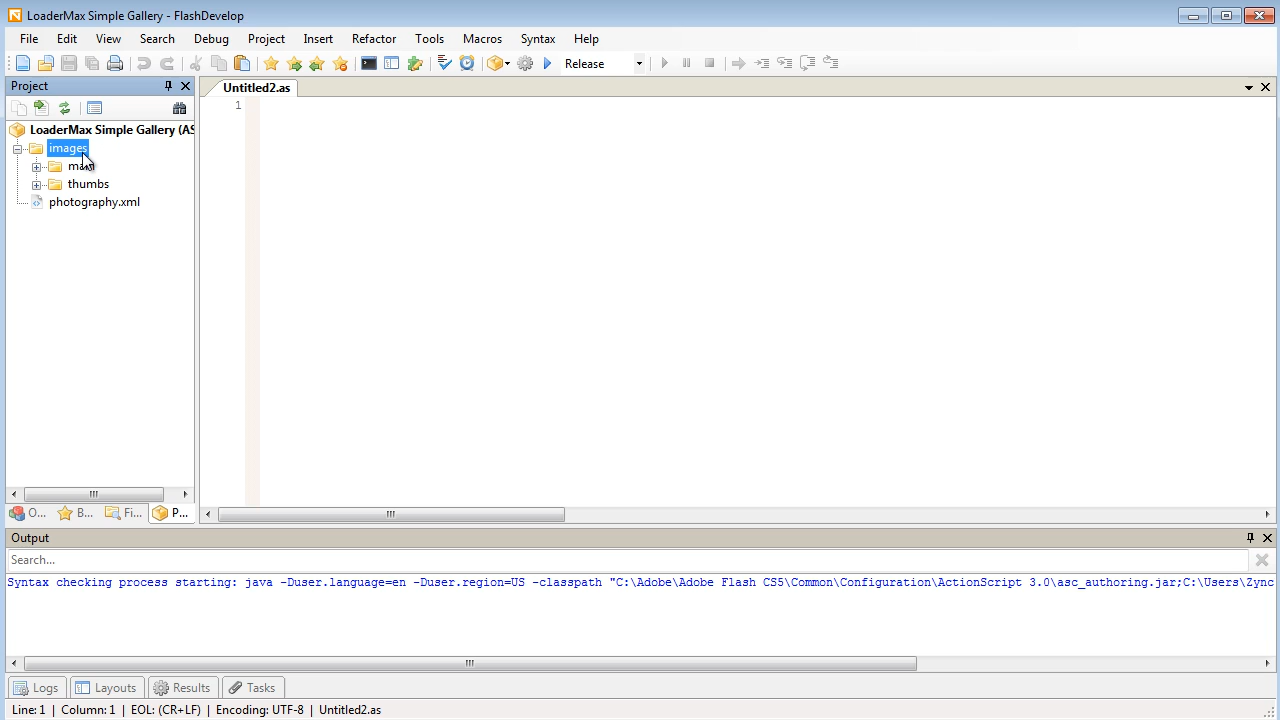 LoaderMax Simple Gallery - FlashDevelop
File Edit View Search Debug Project Insert Refactor Tools Macros Syntax Help
Release
Project
Untitled2.as
1
LoaderMax Simple Gallery (AS
images
thumbs
photography.xml
O... B... Fi... P...
Output
Search...
Syntax checking process starting: java -Duser.language=en -Duser.region=US -classpath "C:\Adobe\Adobe Flash CS5\Common\Configuration\ActionScript 3.0\asc_authoring.jar;C:\Users\Zync
Logs Layouts Results Tasks
Line: 1 | Column: 1 | EOL: (CR+LF) | Encoding: UTF-8 | Untitled2.as